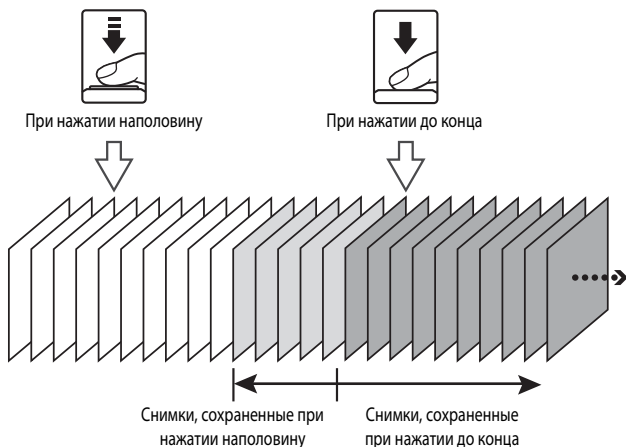 При нажатии наполовину
При нажатии до конца
Снимки, сохраненные при
нажатии наполовину
Снимки, сохраненные
при нажатии до конца